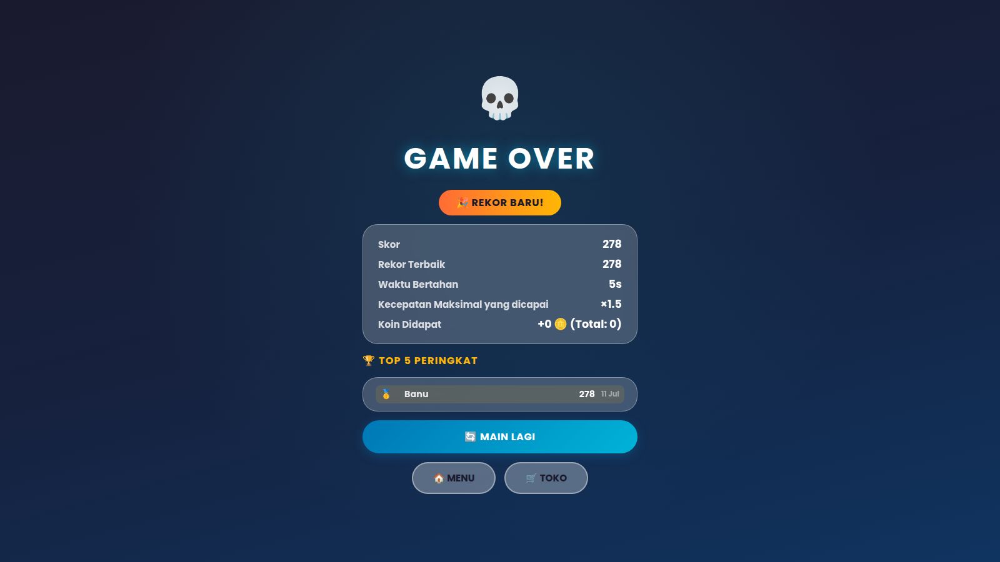 GAME OVER
🎉 REKOR BARU!
Skor 278
Rekor Terbaik 278
Waktu Bertahan 5s
Kecepatan Maksimal yang dicapai ×1.5
Koin Didapat +0 🪙 (Total: 0)
🏆 TOP 5 PERINGKAT
🥇 Banu 278 11 Jul
🔄 MAIN LAGI
🏠 MENU 🛒 TOKO